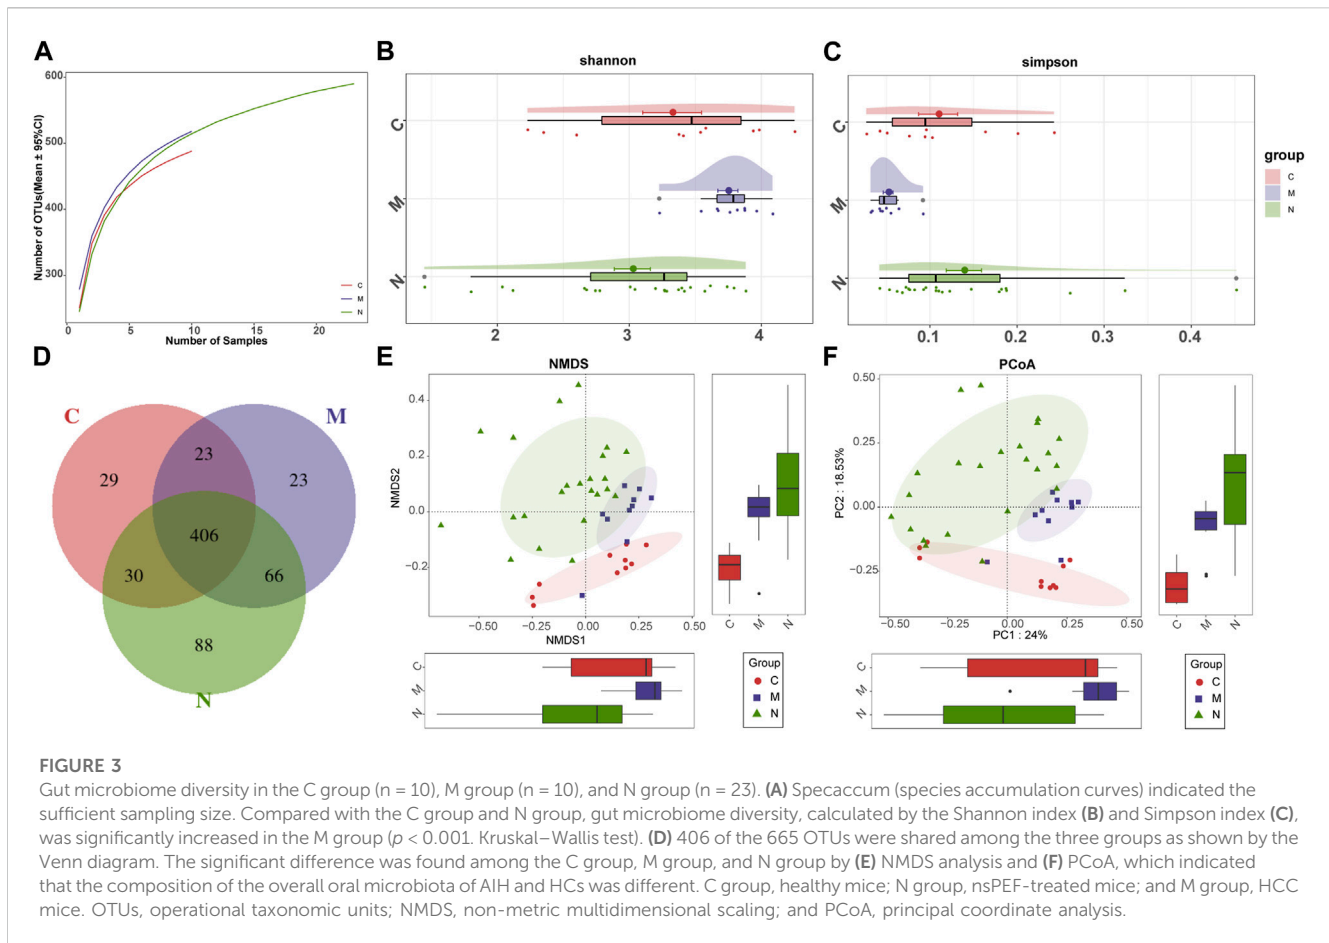 A
Number of OTUs(Mean ± 95%CI)
600
500
400
300
0
5
10
15
20
Number of Samples
C
M
N
B
shannon
C
M
N
2
3
4
C
simpson
C
M
N
0.1
0.2
0.3
0.4
group
C
M
N
D
C
M
N
29
23
23
406
30
66
88
E
NMDS
NMDS2
0.4
0.2
0.0
−0.2
−0.50
−0.25
0.00
0.25
0.50
NMDS1
C
M
N
C
M
N
Group
C
M
N
F
PCoA
PC2 : 18.53%
0.50
0.25
0.00
−0.25
−0.50
−0.25
0.00
0.25
0.50
PC1 : 24%
C
M
N
C
M
N
Group
C
M
N
FIGURE 3
Gut microbiome diversity in the C group (n = 10), M group (n = 10), and N group (n = 23). (A) Specaccum (species accumulation curves) indicated the
sufficient sampling size. Compared with the C group and N group, gut microbiome diversity, calculated by the Shannon index (B) and Simpson index (C),
was significantly increased in the M group (p < 0.001. Kruskal–Wallis test). (D) 406 of the 665 OTUs were shared among the three groups as shown by the
Venn diagram. The significant difference was found among the C group, M group, and N group by (E) NMDS analysis and (F) PCoA, which indicated
that the composition of the overall oral microbiota of AIH and HCs was different. C group, healthy mice; N group, nsPEF-treated mice; and M group, HCC
mice. OTUs, operational taxonomic units; NMDS, non-metric multidimensional scaling; and PCoA, principal coordinate analysis.